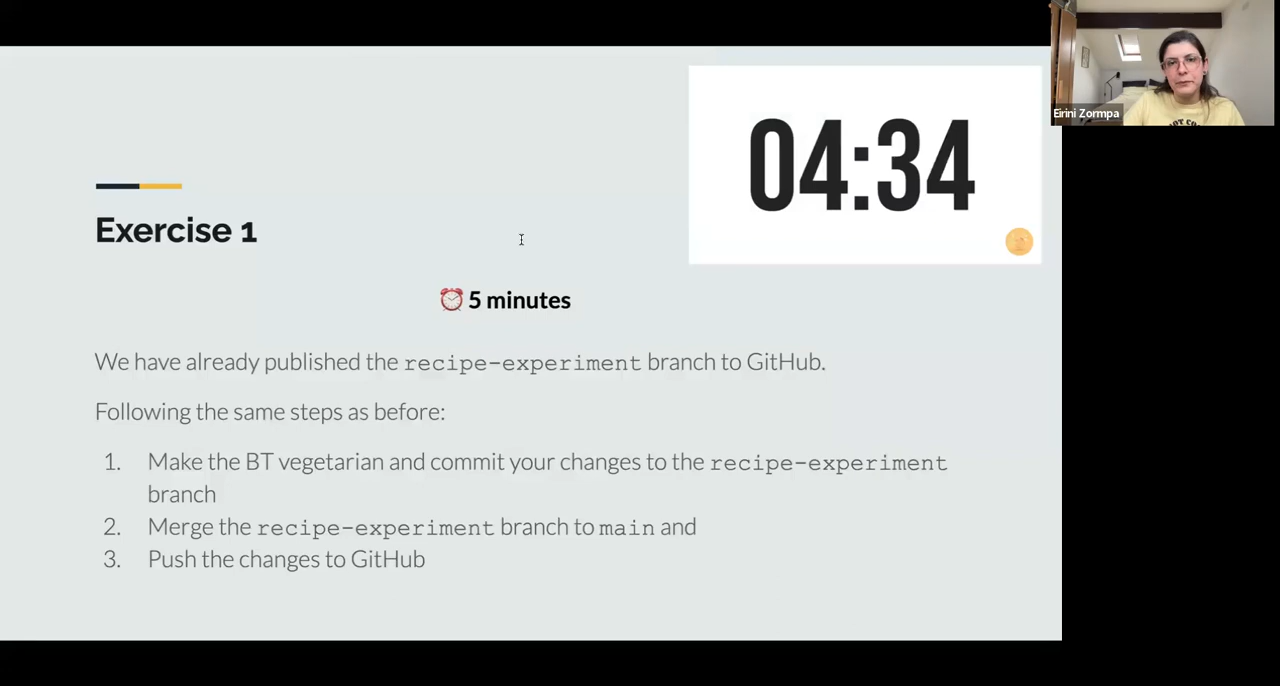 Eirini Zormpa
04:34
Exercise 1
⏰ 5 minutes
We have already published the recipe-experiment branch to GitHub.
Following the same steps as before:
1. Make the BT vegetarian and commit your changes to the recipe-experiment
branch
2. Merge the recipe-experiment branch to main and
3. Push the changes to GitHub